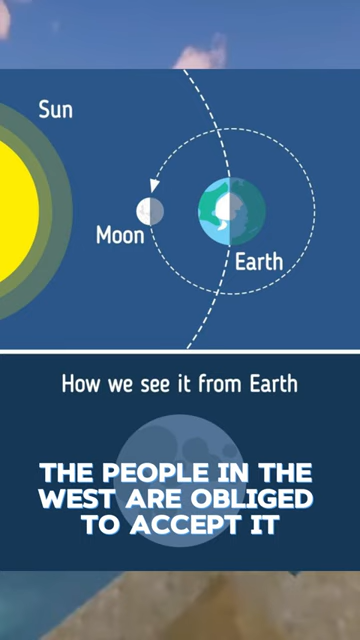 Sun
Moon
Earth
How we see it from Earth
THE PEOPLE IN THE
WEST ARE OBLIGED
TO ACCEPT IT